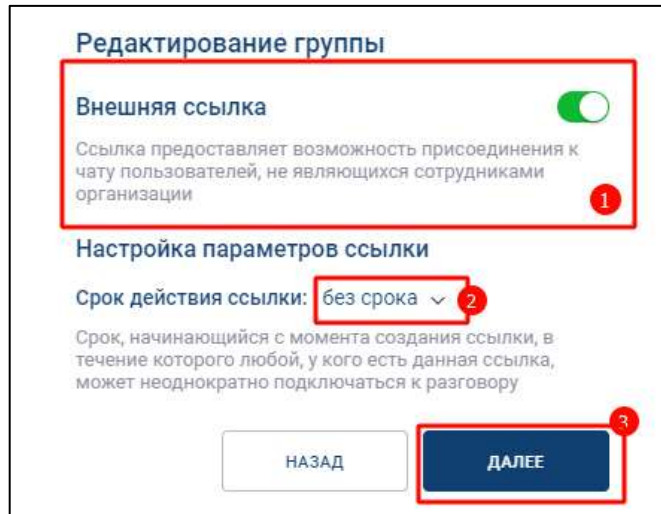 Редактирование группы
Внешняя ссылка
Ссылка предоставляет возможность присоединения к
чату пользователей, не являющихся сотрудниками
организации
1
Настройка параметров ссылки
Срок действия ссылки: без срока 2
Срок, начинающийся с момента создания ссылки, в
течение которого любой, у кого есть данная ссылка,
может неоднократно подключаться к разговору
3
НАЗАД ДАЛЕЕ